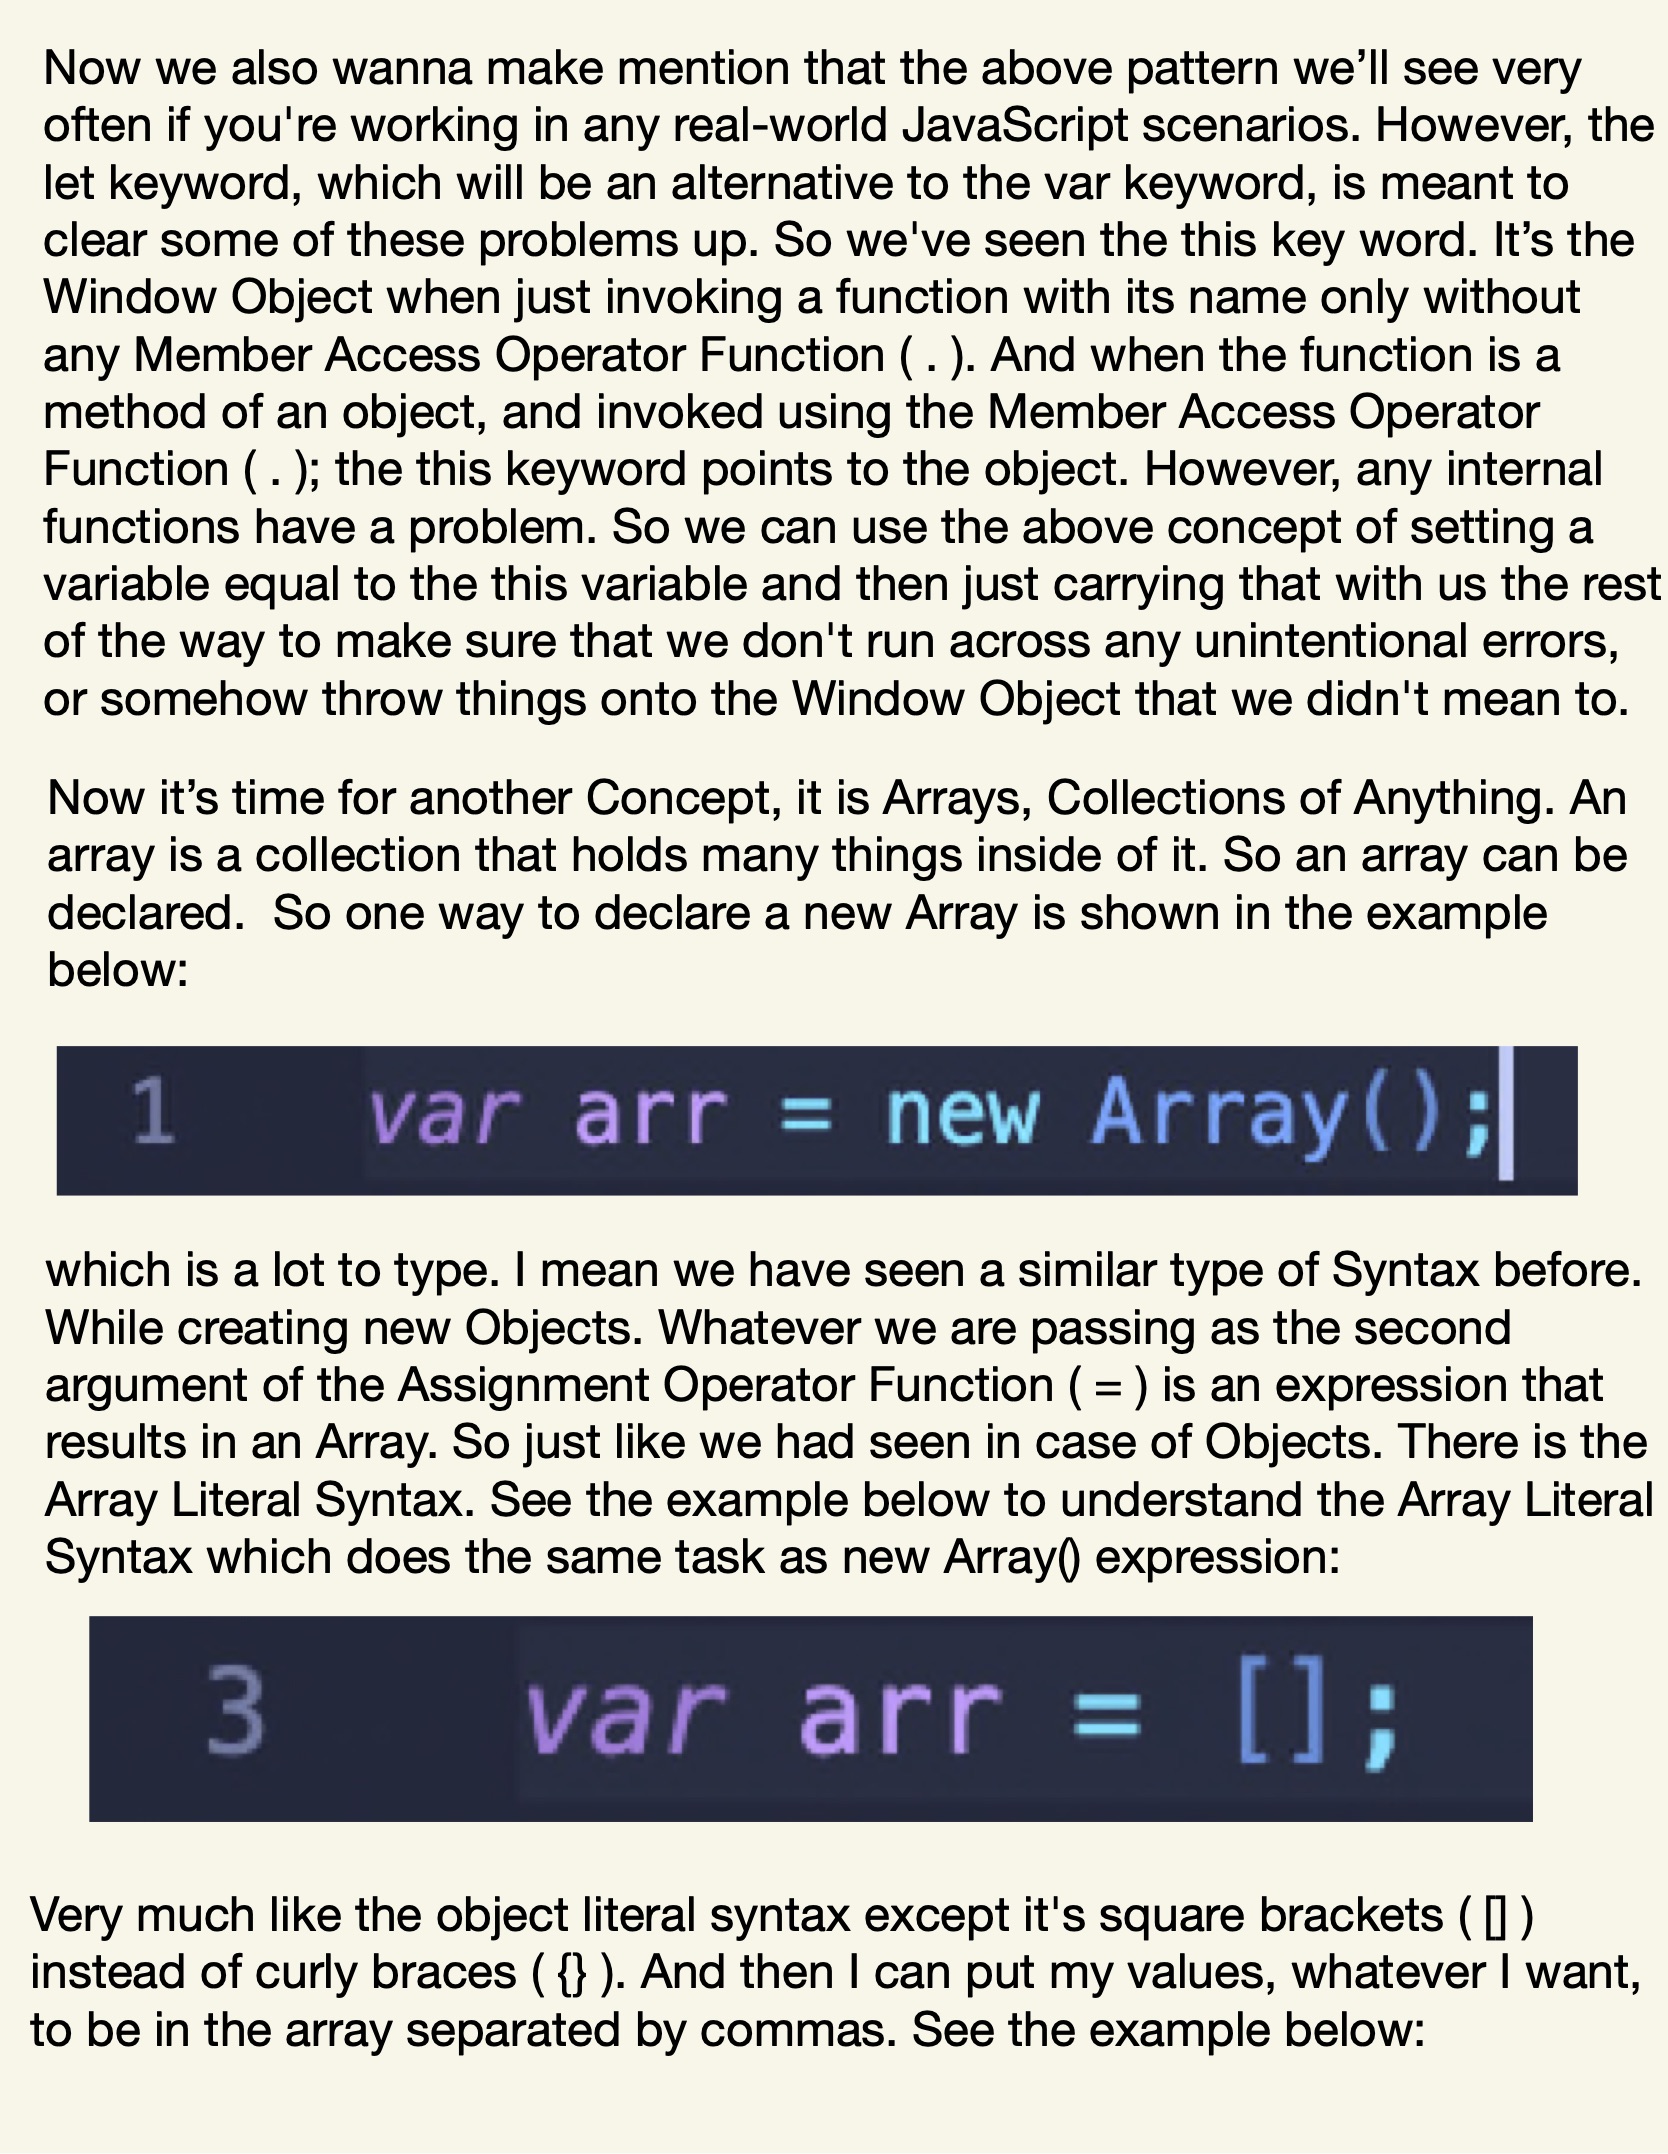 Now we also wanna make mention that the above pattern we’ll see very
often if you're working in any real-world JavaScript scenarios. However, the
let keyword, which will be an alternative to the var keyword, is meant to
clear some of these problems up. So we've seen the this key word. It’s the
Window Object when just invoking a function with its name only without
any Member Access Operator Function ( . ). And when the function is a
method of an object, and invoked using the Member Access Operator
Function ( . ); the this keyword points to the object. However, any internal
functions have a problem. So we can use the above concept of setting a
variable equal to the this variable and then just carrying that with us the rest
of the way to make sure that we don't run across any unintentional errors,
or somehow throw things onto the Window Object that we didn't mean to.
Now it’s time for another Concept, it is Arrays, Collections of Anything. An
array is a collection that holds many things inside of it. So an array can be
declared.  So one way to declare a new Array is shown in the example
below:
1 var arr = new Array();
which is a lot to type. I mean we have seen a similar type of Syntax before.
While creating new Objects. Whatever we are passing as the second
argument of the Assignment Operator Function ( = ) is an expression that
results in an Array. So just like we had seen in case of Objects. There is the
Array Literal Syntax. See the example below to understand the Array Literal
Syntax which does the same task as new Array() expression:
3 var arr = [];
Very much like the object literal syntax except it's square brackets ( [] )
instead of curly braces ( {} ). And then I can put my values, whatever I want,
to be in the array separated by commas. See the example below: